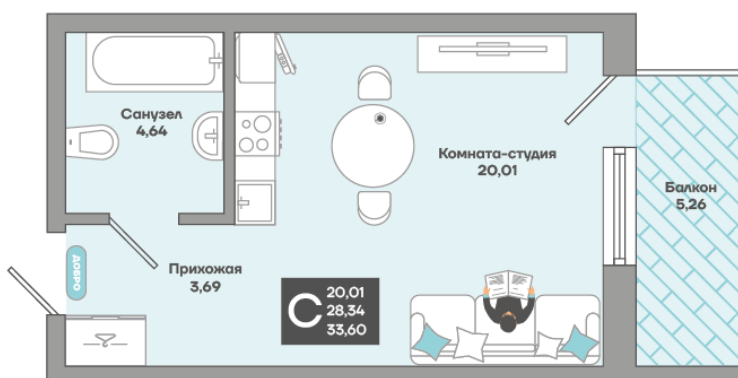 Санузел
4,64
Комната-студия
20,01
Балкон
5,26
ДОБРО
Прихожая
3,69
С
20,01
28,34
33,60